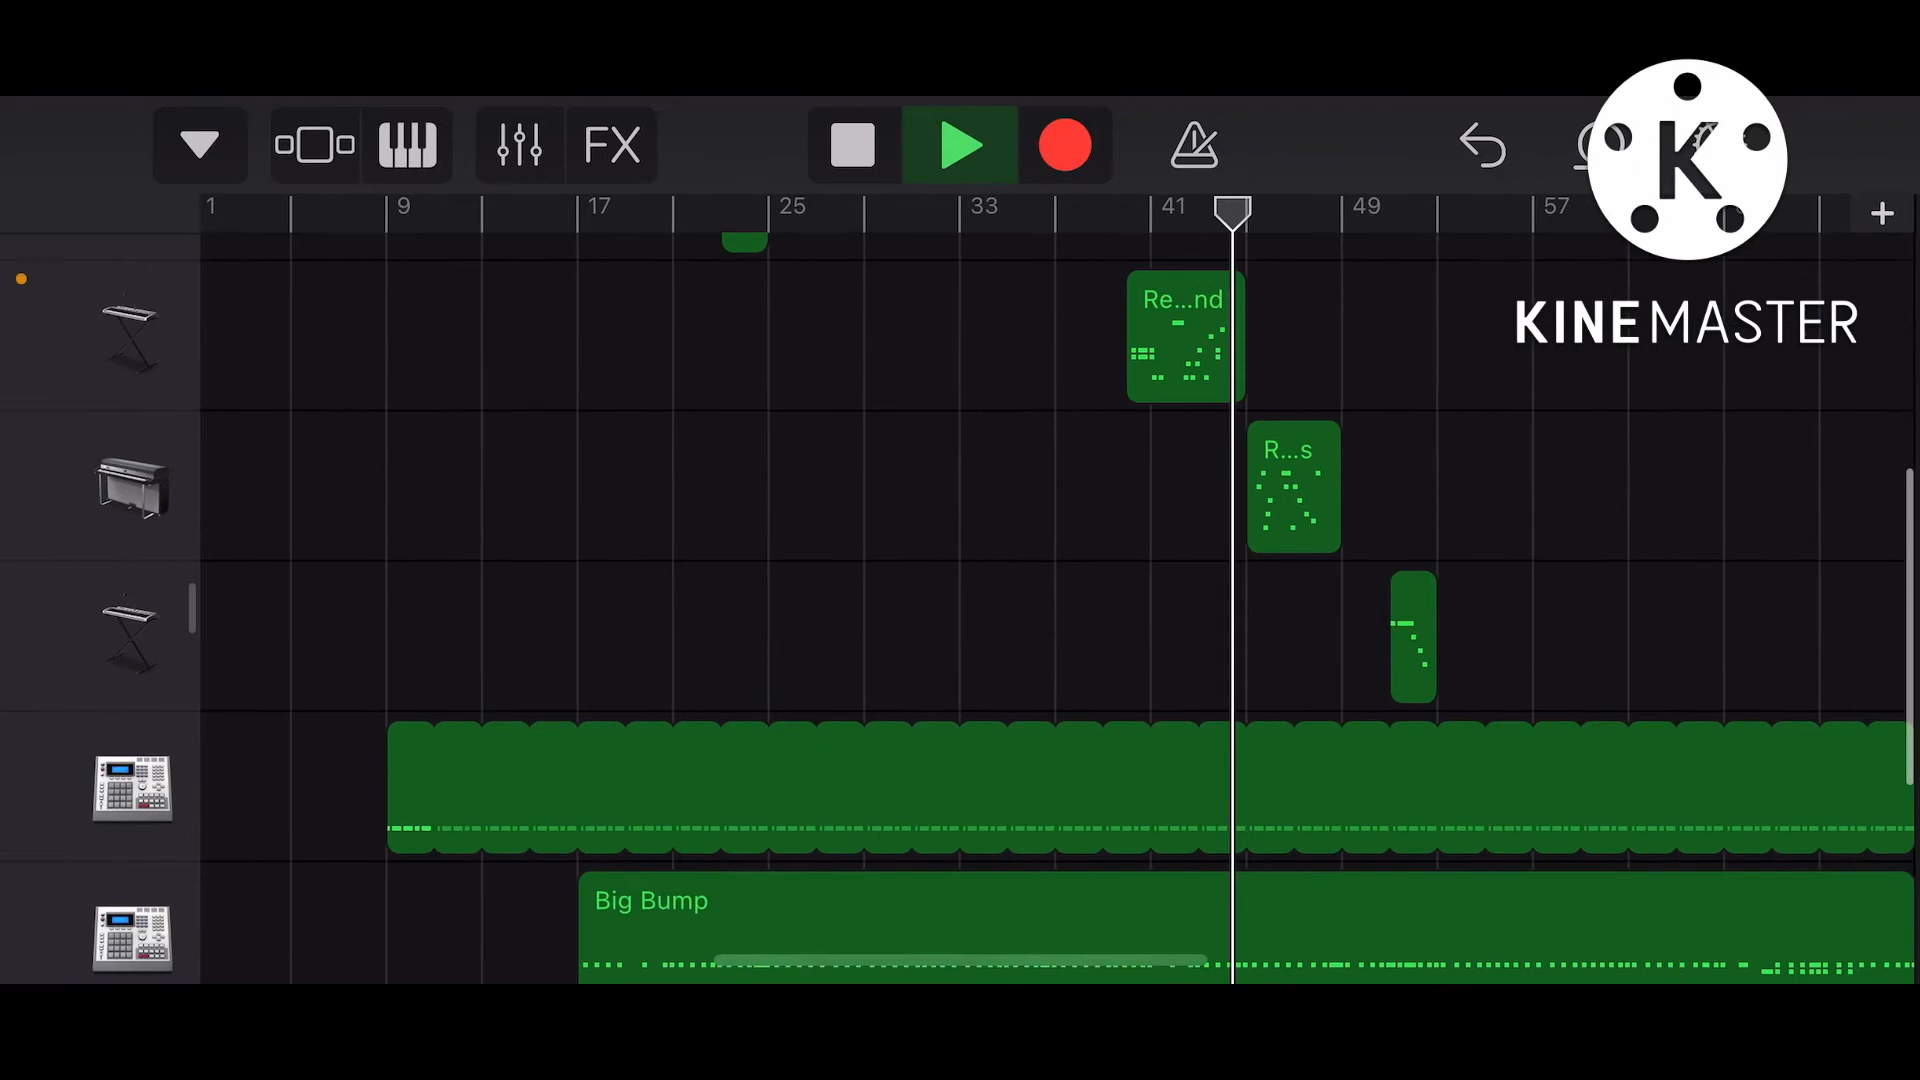 FX
K
1 9 17 25 33 41 49 57
Re...nd
KINEMASTER
R...s
Big Bump